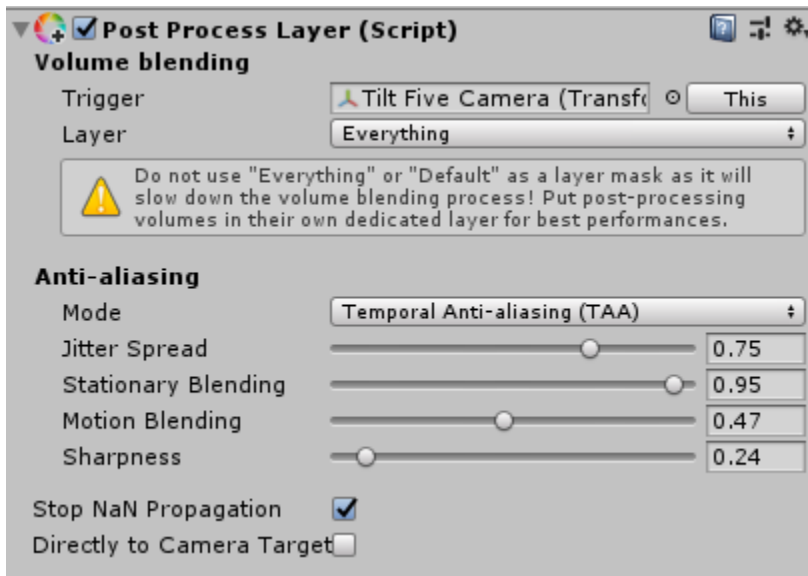 Post Process Layer (Script)
Volume blending
Trigger Tilt Five Camera (Transfo This
Layer Everything
Do not use "Everything" or "Default" as a layer mask as it will
slow down the volume blending process! Put post-processing
volumes in their own dedicated layer for best performances.
Anti-aliasing
Mode Temporal Anti-aliasing (TAA)
Jitter Spread 0.75
Stationary Blending 0.95
Motion Blending 0.47
Sharpness 0.24
Stop NaN Propagation
Directly to Camera Target